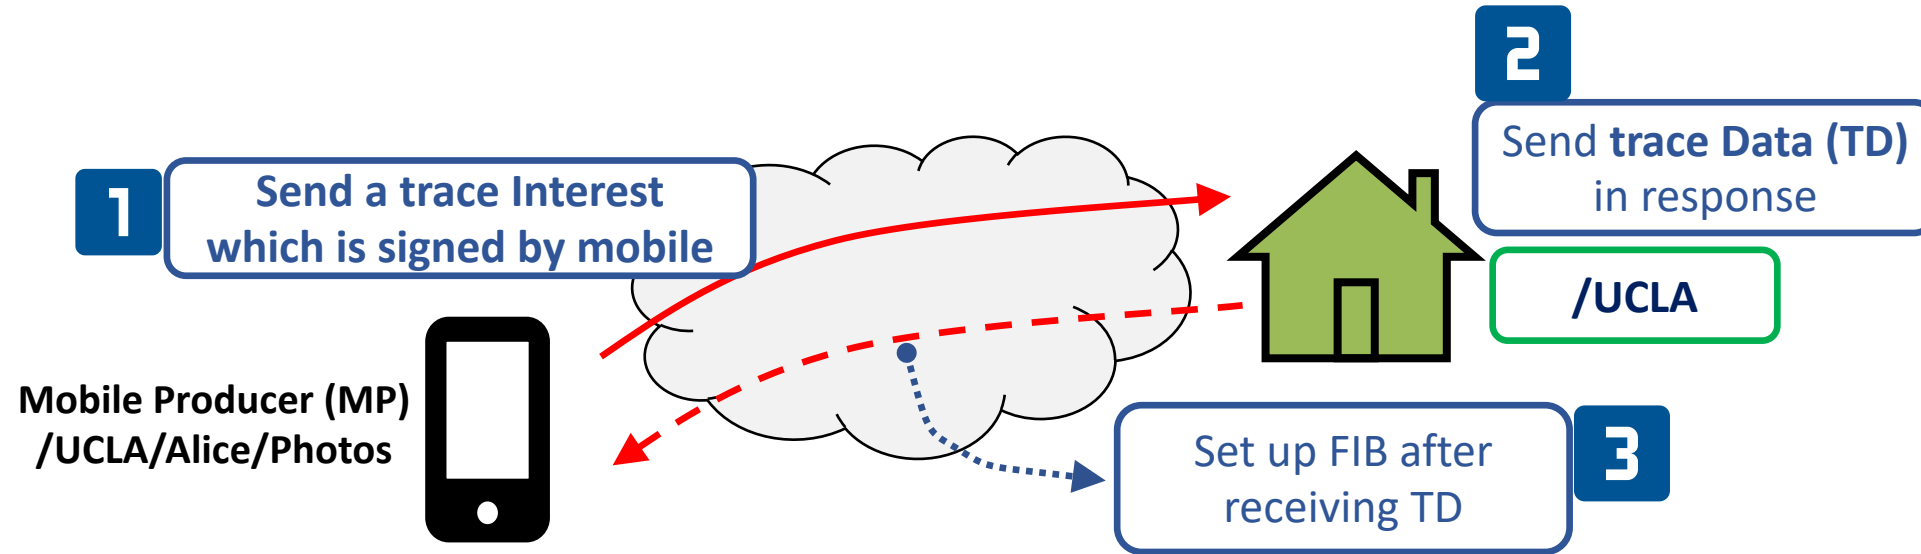 1
Send a trace Interest
which is signed by mobile
2
Send trace Data (TD)
in response
/UCLA
Mobile Producer (MP)
/UCLA/Alice/Photos
Set up FIB after
receiving TD
3